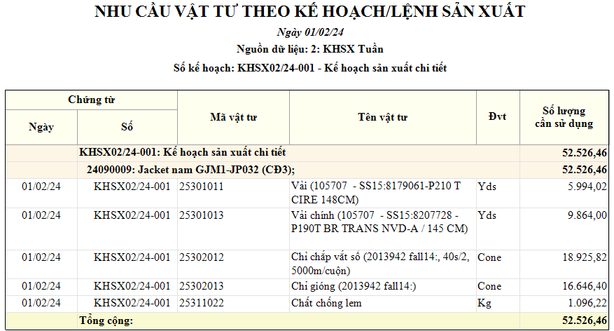 NHU CẦU VẬT TƯ THEO KẾ HOẠCH/LỆNH SẢN XUẤT
Ngày 01/02/24
Nguồn dữ liệu: 2: KHSX Tuần
Số kế hoạch: KHSX02/24-001 - Kế hoạch sản xuất chi tiết
Chứng từ Mã vật tư Tên vật tư Đvt Số lượng cần sử dụng
Ngày Số
KHSX02/24-001: Kế hoạch sản xuất chi tiết 52.526,46
24090009: Jacket nam GJM1-JP032 (CĐ3); 52.526,46
01/02/24 KHSX02/24-001 25301011 Vải (105707 - SS15:8179061-P210 T Yds 5.994,02
CIRE 148CM)
01/02/24 KHSX02/24-001 25301013 Vải chính (105707 - SS15:8207728 - Yds 9.864,00
P190T BR TRANS NVD-A / 145 CM)
01/02/24 KHSX02/24-001 25302012 Chỉ chắp vắt sổ (2013942 fall14:, 40s/2, Cone 18.925,82
5000m/cuộn)
01/02/24 KHSX02/24-001 25302013 Chỉ gióng (2013942 fall14:) Cone 16.646,40
01/02/24 KHSX02/24-001 25311022 Chất chống lem Kg 1.096,22
Tổng cộng: 52.526,46